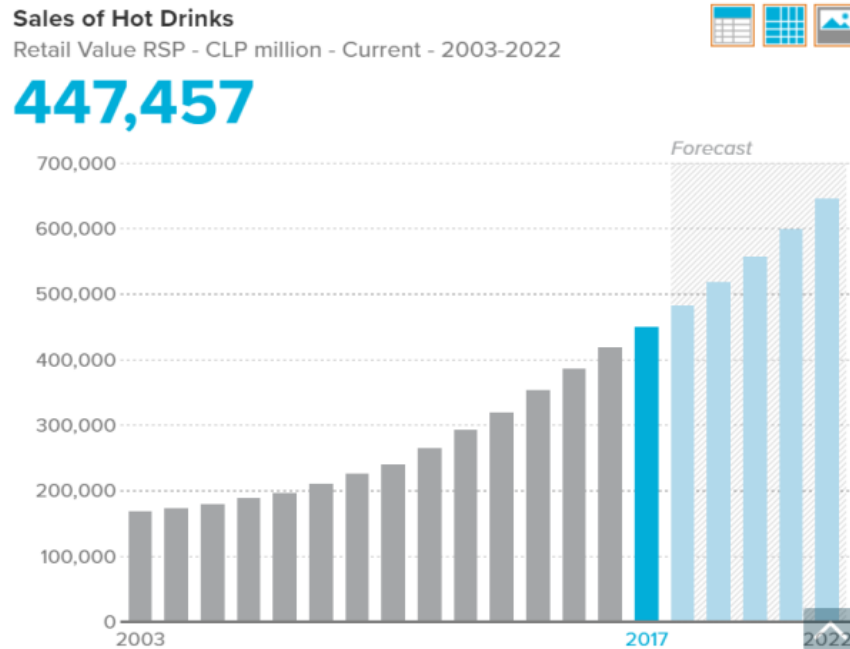 Sales of Hot Drinks
Retail Value RSP - CLP million - Current - 2003-2022
447,457
Forecast
700,000
600,000
500,000
400,000
300,000
200,000
100,000
0
2003 2017 2022